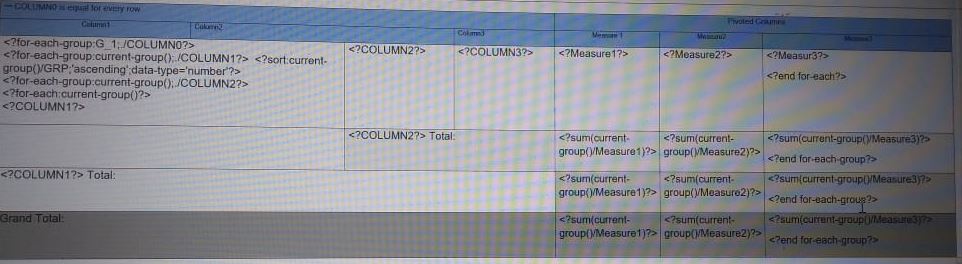 — COLUMN0 is equal for every row
Pivoted Columns
Column1
Column2
Column3
Measure 1
Measure2
Measure3
<?for-each-group:G_1;./COLUMN0?>
<?for-each-group:current-group();./COLUMN1?> <?sort:current-
group()/GRP;'ascending';data-type='number'?>
<?for-each-group:current-group();./COLUMN2?>
<?for-each:current-group()?>
<?COLUMN1?>
<?COLUMN2?>
<?COLUMN3?>
<?Measure1?>
<?Measure2?>
<?Measur3?>
<?end for-each?>
<?COLUMN2?> Total:
<?sum(current-
group()/Measure1)?>
<?sum(current-
group()/Measure2)?>
<?sum(current-group()/Measure3)?>
<?end for-each-group?>
<?COLUMN1?> Total:
<?sum(current-
group()/Measure1)?>
<?sum(current-
group()/Measure2)?>
<?sum(current-group()/Measure3)?>
<?end for-each-group?>
Grand Total:
<?sum(current-
group()/Measure1)?>
<?sum(current-
group()/Measure2)?>
<?sum(current-group()/Measure3)?>
<?end for-each-group?>